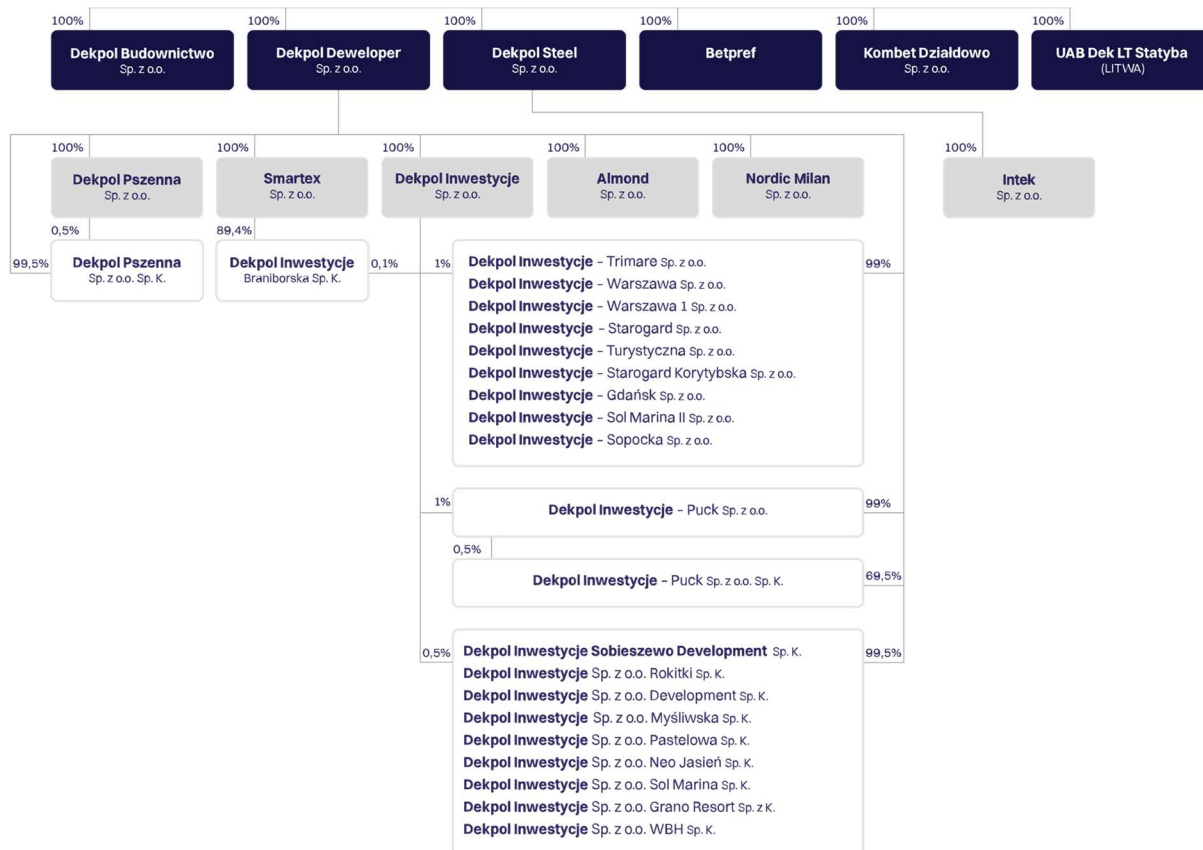 100%
100%
100%
100%
100%
100%
Dekpol Budownictwo
Sp. z o.o.
Dekpol Deweloper
Sp. z o.o.
Dekpol Steel
Sp. z o.o.
Betpref
Kombet Działdowo
Sp. z o.o.
UAB Dek LT Statyba
(LITWA)
100%
100%
100%
100%
100%
100%
Dekpol Pszenna
Sp. z o.o.
Smartex
Sp. z o.o.
Dekpol Inwestycje
Sp. z o.o.
Almond
Sp. z o.o.
Nordic Milan
Sp. z o.o.
Intek
Sp. z o.o.
0,5%
89,4%
99,5%
Dekpol Pszenna
Sp. z o.o. Sp. K.
Dekpol Inwestycje
Braniborska Sp. K.
0,1%
1%
99%
Dekpol Inwestycje – Trimare Sp. z o.o.
Dekpol Inwestycje – Warszawa Sp. z o.o.
Dekpol Inwestycje – Warszawa 1 Sp. z o.o.
Dekpol Inwestycje – Starogard Sp. z o.o.
Dekpol Inwestycje – Turystyczna Sp. z o.o.
Dekpol Inwestycje – Starogard Korytybska Sp. z o.o.
Dekpol Inwestycje – Gdańsk Sp. z o.o.
Dekpol Inwestycje – Sol Marina II Sp. z o.o.
Dekpol Inwestycje – Sopocka Sp. z o.o.
1%
Dekpol Inwestycje – Puck Sp. z o.o.
99%
0,5%
Dekpol Inwestycje – Puck Sp. z o.o. Sp. K.
69,5%
0,5%
99,5%
Dekpol Inwestycje Sobieszewo Development Sp. K.
Dekpol Inwestycje Sp. z o.o. Rokitki Sp. K.
Dekpol Inwestycje Sp. z o.o. Development Sp. K.
Dekpol Inwestycje Sp. z o.o. Myśliwska Sp. K.
Dekpol Inwestycje Sp. z o.o. Pastelowa Sp. K.
Dekpol Inwestycje Sp. z o.o. Neo Jasień Sp. K.
Dekpol Inwestycje Sp. z o.o. Sol Marina Sp. K.
Dekpol Inwestycje Sp. z o.o. Grano Resort Sp. z K.
Dekpol Inwestycje Sp. z o.o. WBH Sp. K.